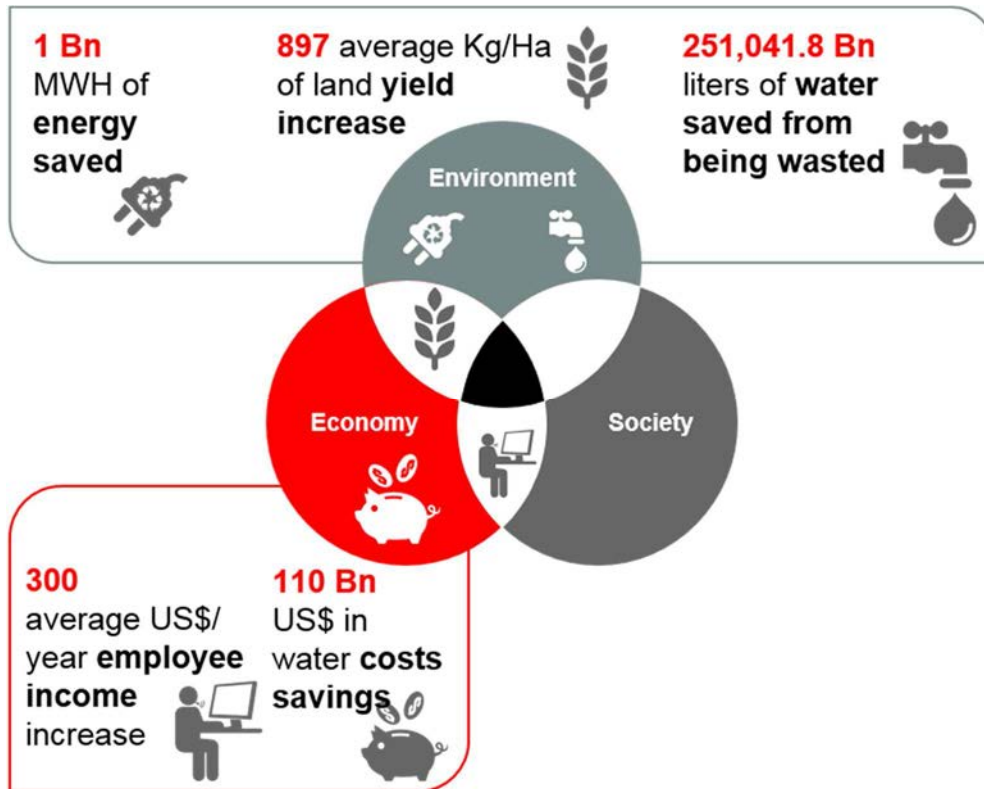 1 Bn
MWH of
energy
saved
897 average Kg/Ha
of land yield
increase
251,041.8 Bn
liters of water
saved from
being wasted
Environment
Economy
Society
300
average US$/
year employee
income
increase
110 Bn
US$ in
water costs
savings